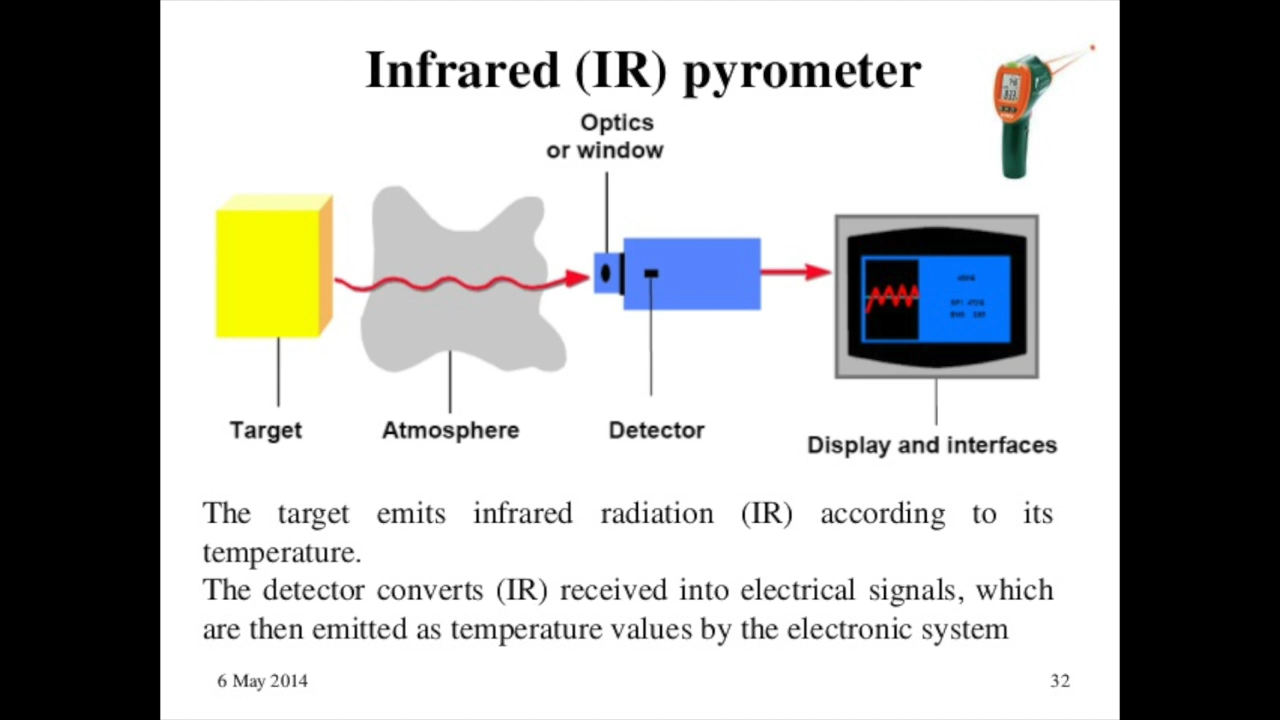 Infrared (IR) pyrometer
Optics
or window
Target
Atmosphere
Detector
Display and interfaces
The target emits infrared radiation (IR) according to its
temperature.
The detector converts (IR) received into electrical signals, which
are then emitted as temperature values by the electronic system
6 May 2014
32